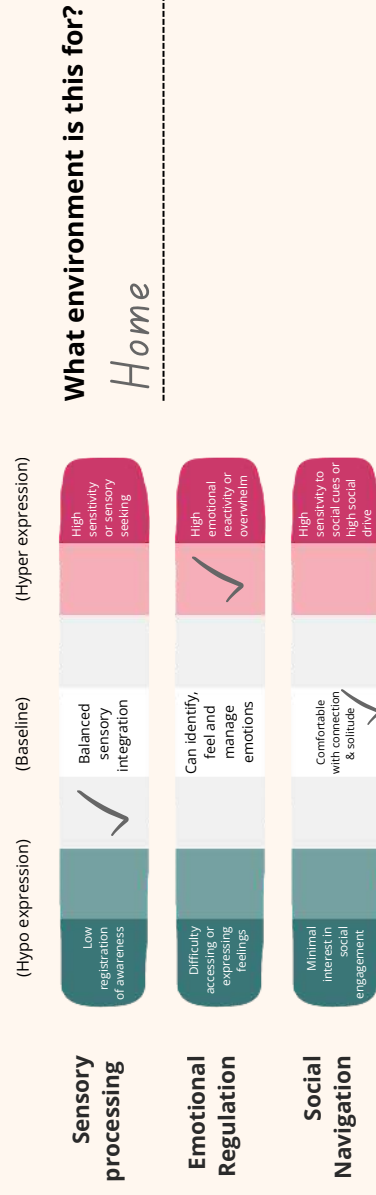 What environment is this for?
Home
(Hypo expression)
(Baseline)
(Hyper expression)
Sensory
processing
Low
registration
of awareness
Balanced
sensory
integration
High
sensitivity
or sensory
seeking
Emotional
Regulation
Difficulty
accessing or
expressing
feelings
Can identify,
feel and
manage
emotions
High
emotional
reactivity or
overwhelm
Social
Navigation
Minimal
interest in
social
engagement
Comfortable
with connection
& solitude
High
sensitvity to
social cues or
high social
drive